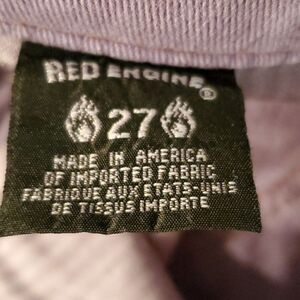 RED ENGINE®
27
MADE IN AMERICA
OF IMPORTED FABRIC
FABRIQUE AUX ETATS-UNIS
DE TISSUS IMPORTE